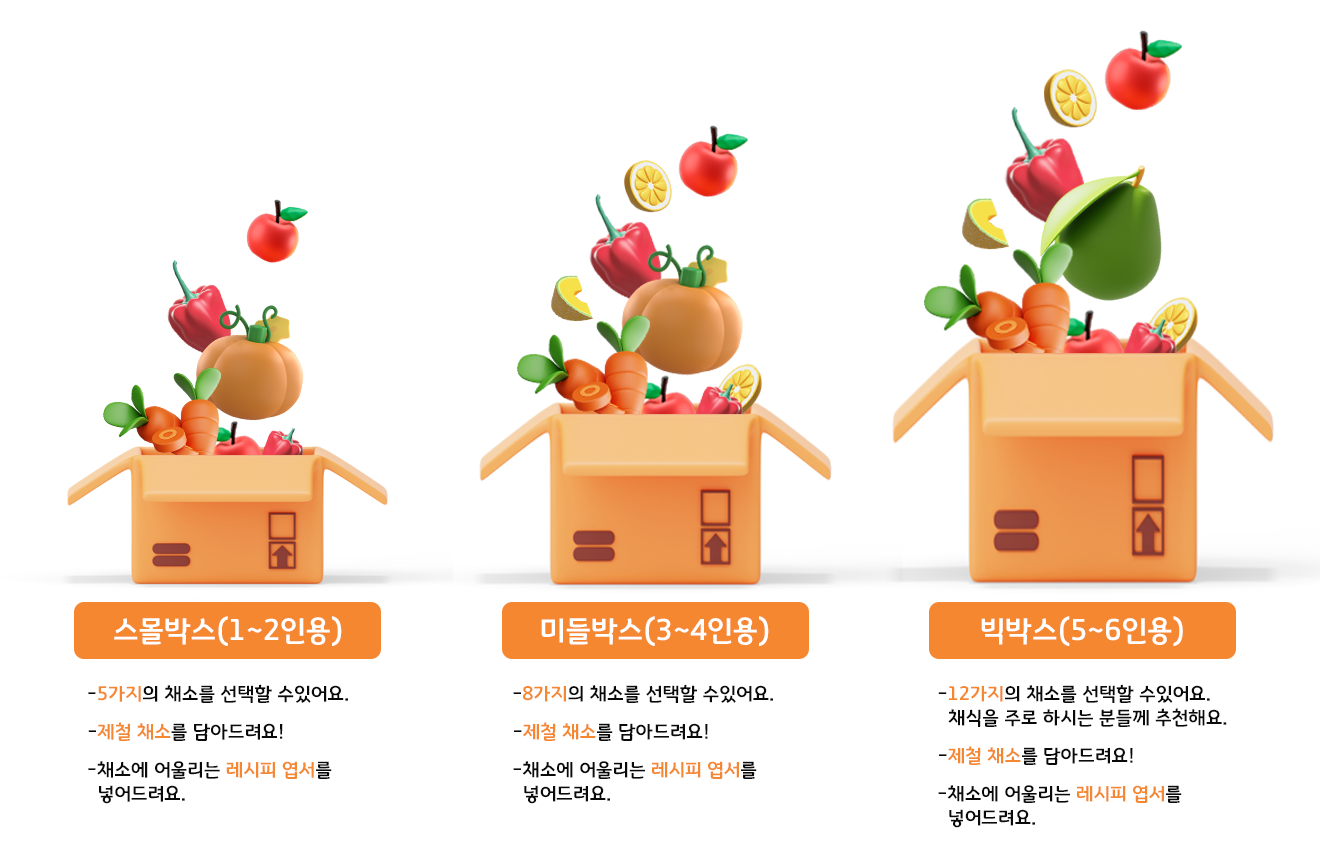 스몰박스(1~2인용)
-5가지의 채소를 선택할 수있어요.
-제철 채소를 담아드려요!
-채소에 어울리는 레시피 엽서를
넣어드려요.
미들박스(3~4인용)
-8가지의 채소를 선택할 수있어요.
-제철 채소를 담아드려요!
-채소에 어울리는 레시피 엽서를
넣어드려요.
빅박스(5~6인용)
-12가지의 채소를 선택할 수있어요.
채식을 주로 하시는 분들께 추천해요.
-제철 채소를 담아드려요!
-채소에 어울리는 레시피 엽서를
넣어드려요.